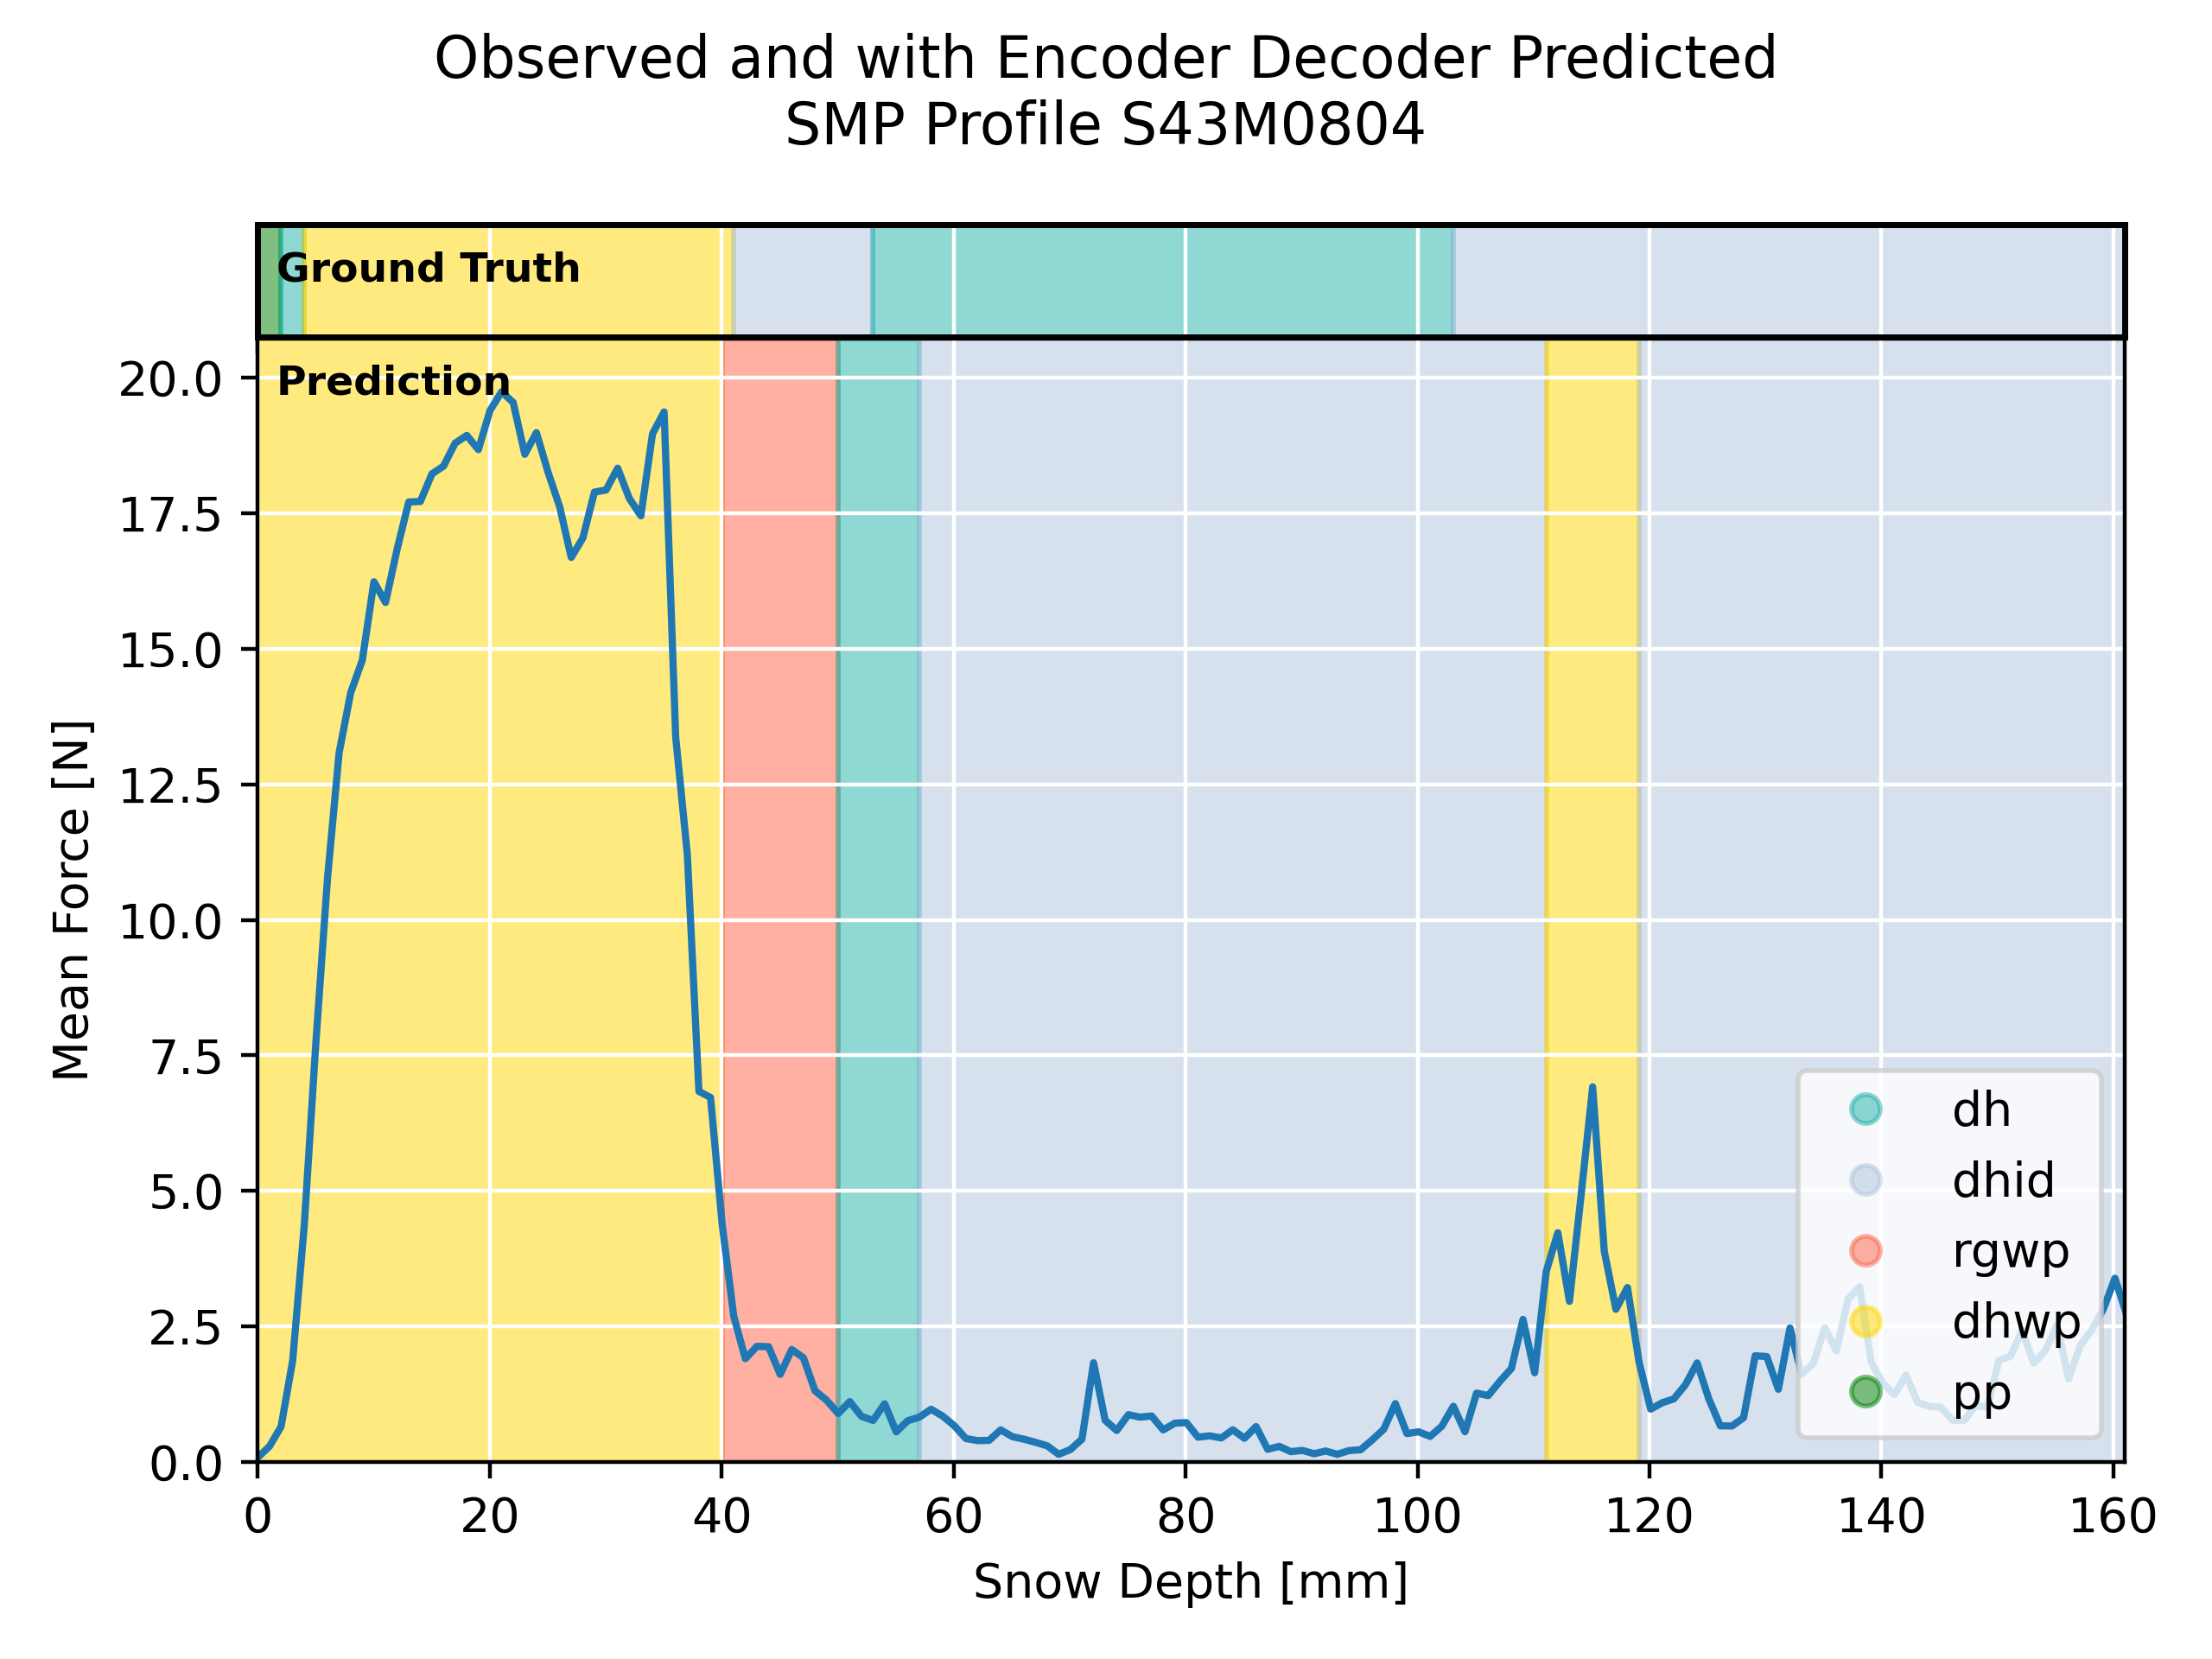 Observed and with Encoder Decoder Predicted
SMP Profile S43M0804
Ground Truth
Prediction
20.0
17.5
15.0
12.5
10.0
7.5
5.0
2.5
0.0
Mean Force [N]
dh
dhid
rgwp
dhwp
pp
0 20 40 60 80 100 120 140 160
Snow Depth [mm]